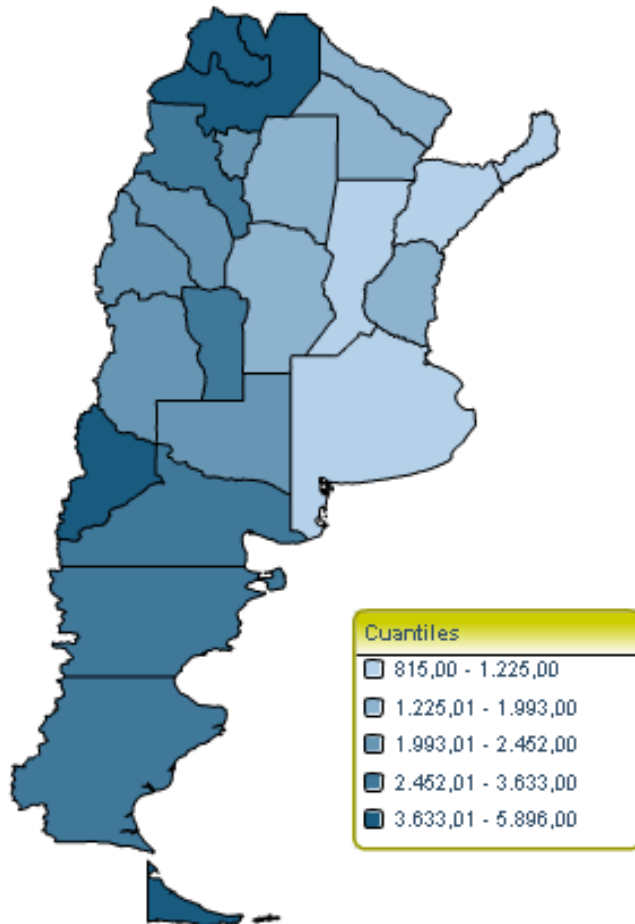 Cuantiles
815,00 - 1.225,00
1.225,01 - 1.993,00
1.993,01 - 2.452,00
2.452,01 - 3.633,00
3.633,01 - 5.896,00